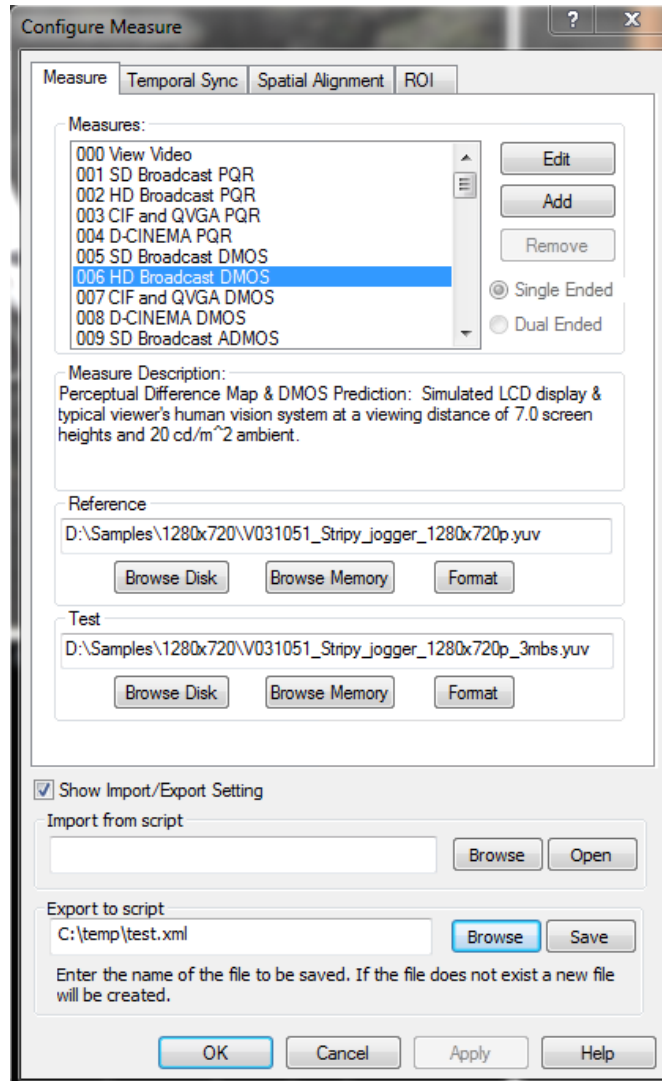 Configure Measure
Measure
Temporal Sync
Spatial Alignment
ROI
Measures:
000 View Video
001 SD Broadcast PQR
002 HD Broadcast PQR
003 CIF and QVGA PQR
004 D-CINEMA PQR
005 SD Broadcast DMOS
006 HD Broadcast DMOS
007 CIF and QVGA DMOS
008 D-CINEMA DMOS
009 SD Broadcast ADMOS
Edit
Add
Remove
Single Ended
Dual Ended
Measure Description:
Perceptual Difference Map & DMOS Prediction: Simulated LCD display &
typical viewer's human vision system at a viewing distance of 7.0 screen
heights and 20 cd/m^2 ambient.
Reference
D:\Samples\1280x720\V031051_Stripy_jogger_1280x720p.yuv
Browse Disk
Browse Memory
Format
Test
D:\Samples\1280x720\V031051_Stripy_jogger_1280x720p_3mbs.yuv
Browse Disk
Browse Memory
Format
Show Import/Export Setting
Import from script
Browse
Open
Export to script
C:\temp\test.xml
Browse
Save
Enter the name of the file to be saved. If the file does not exist a new file
will be created.
OK
Cancel
Apply
Help